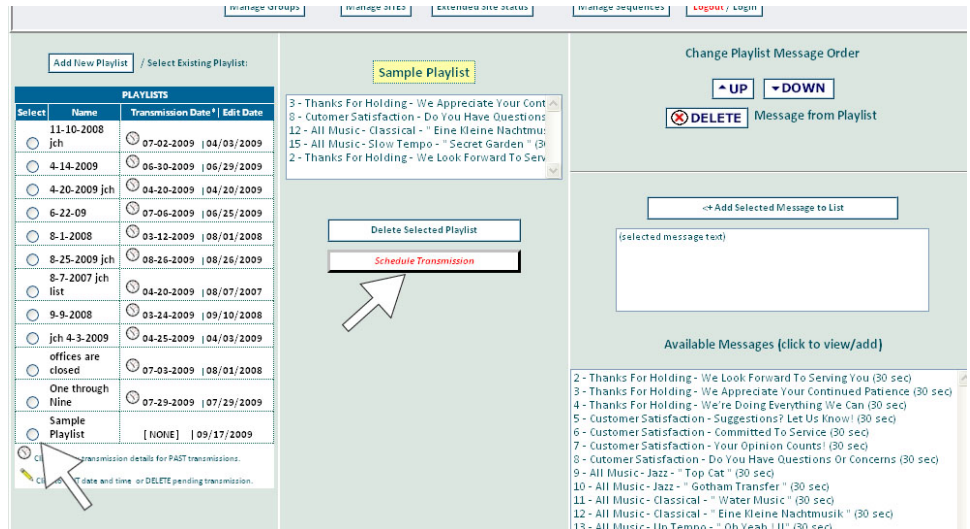 Manage Groups
Manage SITES
Extended Site Status
Manage Sequences
Logout / Login
Add New Playlist / Select Existing Playlist:
PLAYLISTS
Select Name Transmission Date* | Edit Date
11-10-2008 jch 07-02-2009 | 04/03/2009
4-14-2009 06-30-2009 | 06/29/2009
4-20-2009 jch 04-20-2009 | 04/20/2009
6-22-09 07-06-2009 | 06/25/2009
8-1-2008 03-12-2009 | 08/01/2008
8-25-2009 jch 08-26-2009 | 08/26/2009
8-7-2007 jch list 04-20-2009 | 08/07/2007
9-9-2008 03-24-2009 | 09/10/2008
jch 4-3-2009 04-25-2009 | 04/03/2009
offices are closed 07-03-2009 | 08/01/2008
One through Nine 07-29-2009 | 07/29/2009
Sample Playlist [NONE] | 09/17/2009
transmission details for PAST transmissions.
date and time or DELETE pending transmission.
Sample Playlist
3 - Thanks For Holding - We Appreciate Your Cont
8 - Cutomer Satisfaction - Do You Have Questions
12 - All Music - Classical - " Eine Kleine Nachtmu
15 - All Music - Slow Tempo - " Secret Garden " (3
2 - Thanks For Holding - We Look Forward To Serv
Delete Selected Playlist
Schedule Transmission
Change Playlist Message Order
UP DOWN
DELETE Message from Playlist
<+ Add Selected Message to List
(selected message text)
Available Messages (click to view/add)
2 - Thanks For Holding - We Look Forward To Serving You (30 sec)
3 - Thanks For Holding - We Appreciate Your Continued Patience (30 sec)
4 - Thanks For Holding - We're Doing Everything We Can (30 sec)
5 - Customer Satisfaction - Suggestions? Let Us Know! (30 sec)
6 - Customer Satisfaction - Committed To Service (30 sec)
7 - Customer Satisfaction - Your Opinion Counts! (30 sec)
8 - Cutomer Satisfaction - Do You Have Questions Or Concerns (30 sec)
9 - All Music - Jazz - " Top Cat " (30 sec)
10 - All Music - Jazz - " Gotham Transfer " (30 sec)
11 - All Music - Classical - " Water Music " (30 sec)
12 - All Music - Classical - " Eine Kleine Nachtmusik " (30 sec)
13 - All Music - Up Tempo - " Oh Yeah ! II" (30 sec)